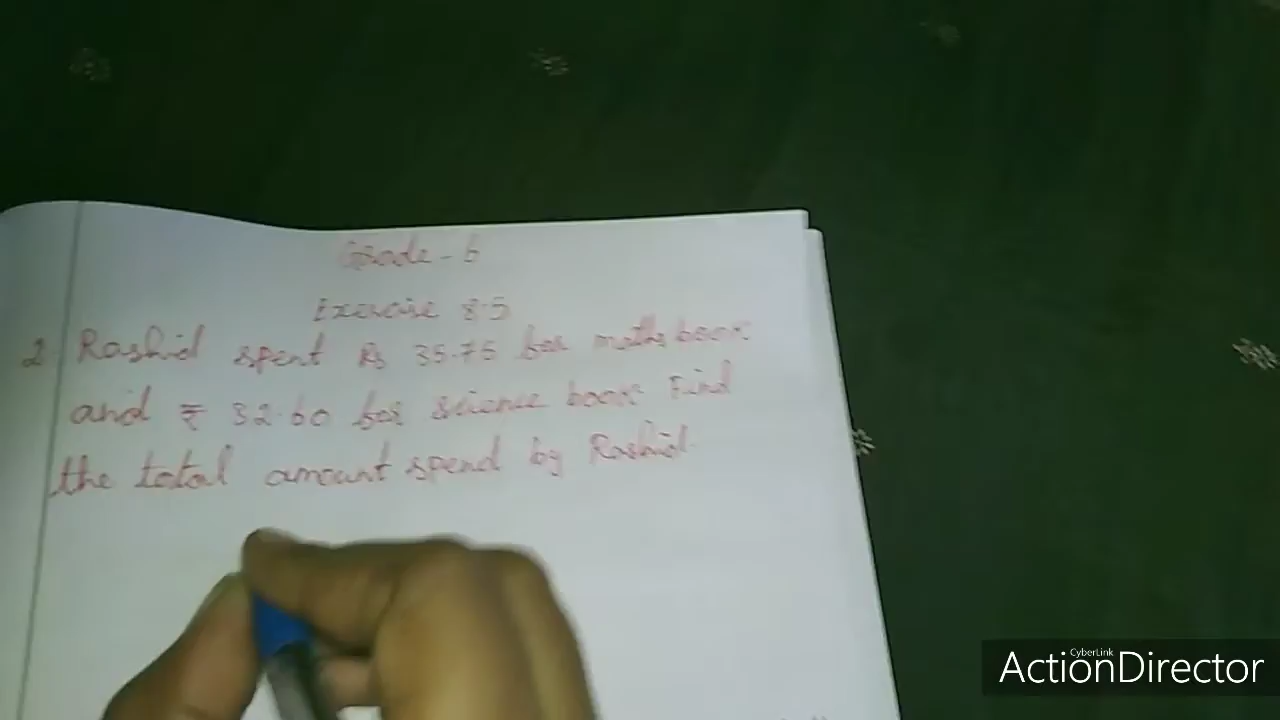 Grade - 6
Exercise 8.5
2. Rashid spent Rs 35.75 for maths book
and ₹ 32.60 for science book Find
the total amount spend by Rashid.
CyberLink
ActionDirector